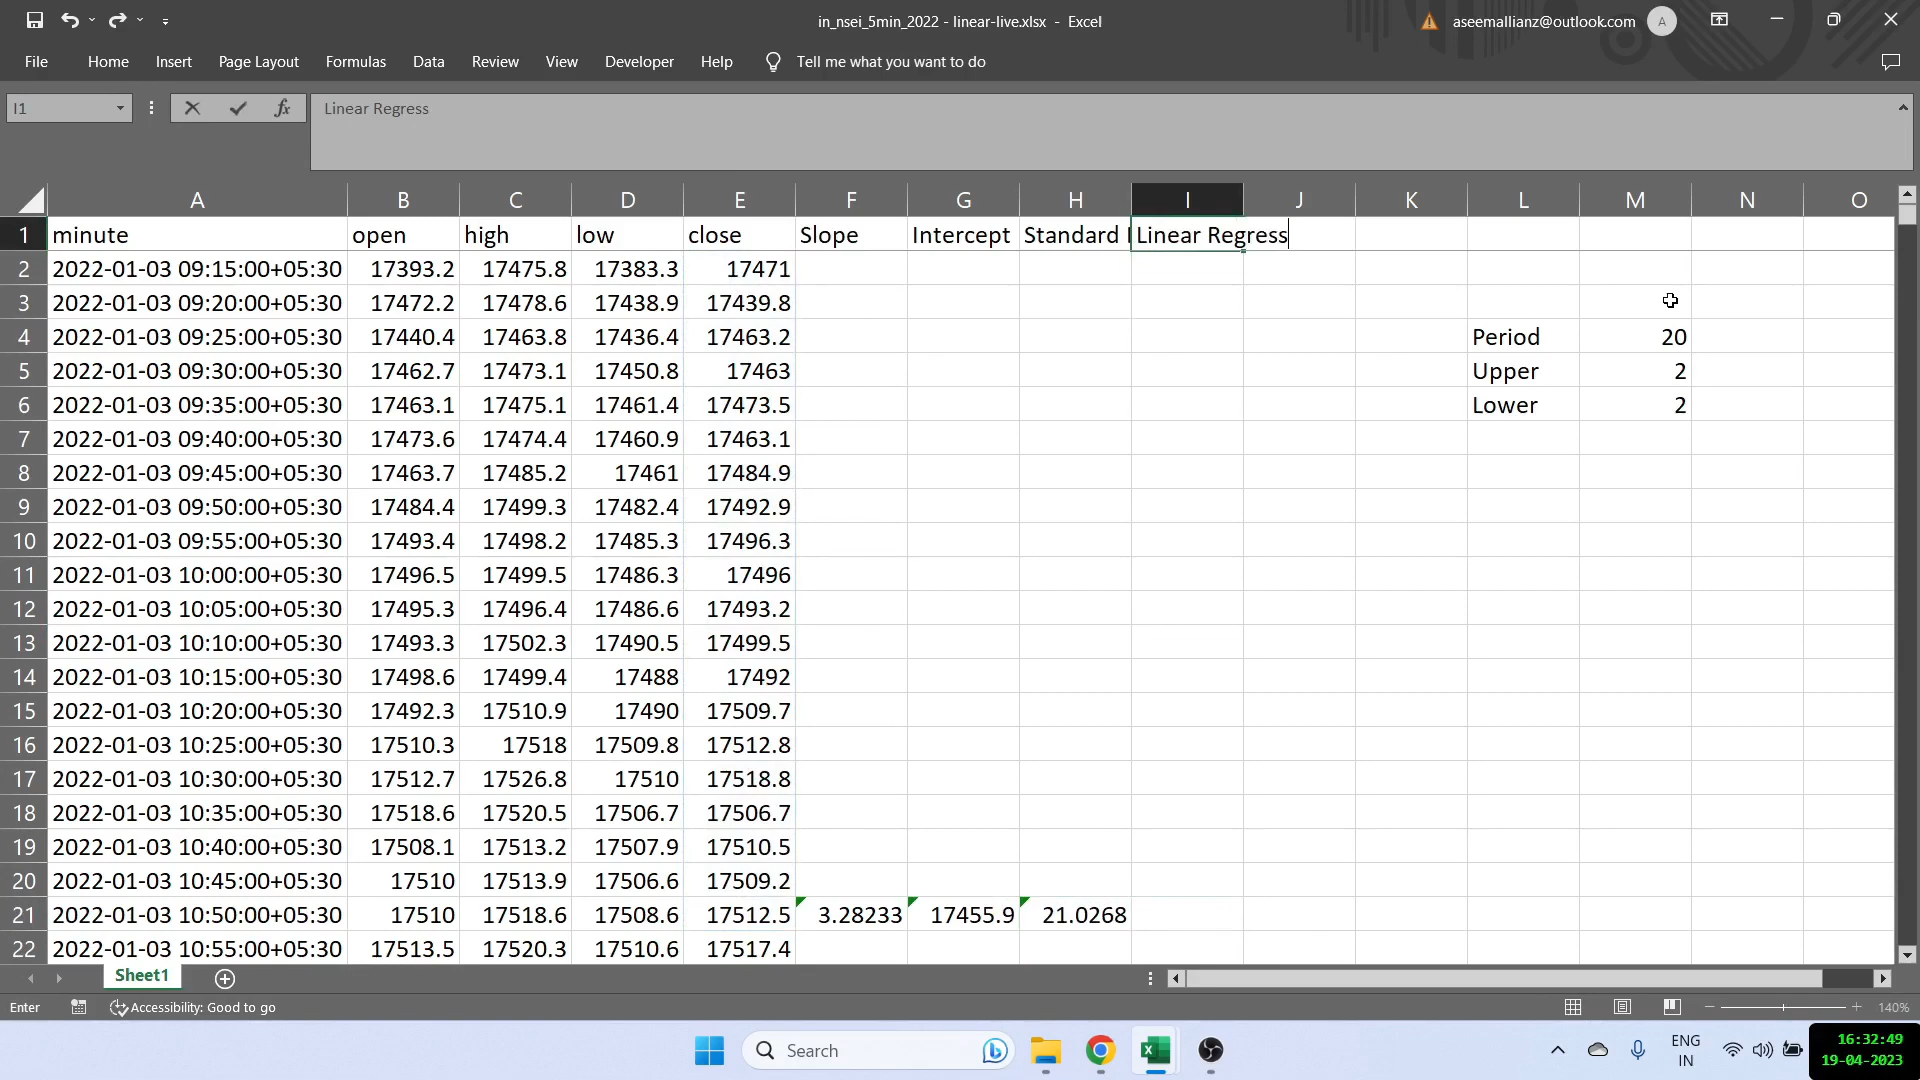 in_nsei_5min_2022 - linear-live.xlsx - Excel
aseemallianz@outlook.com A
File Home Insert Page Layout Formulas Data Review View Developer Help Tell me what you want to do
I1 fx Linear Regress
A B C D E F G H I J K L M N O
1 minute open high low close Slope Intercept Standard Linear Regress
2 2022-01-03 09:15:00+05:30 17393.2 17475.8 17383.3 17471
3 2022-01-03 09:20:00+05:30 17472.2 17478.6 17438.9 17439.8
4 2022-01-03 09:25:00+05:30 17440.4 17463.8 17436.4 17463.2 Period 20
5 2022-01-03 09:30:00+05:30 17462.7 17473.1 17450.8 17463 Upper 2
6 2022-01-03 09:35:00+05:30 17463.1 17475.1 17461.4 17473.5 Lower 2
7 2022-01-03 09:40:00+05:30 17473.6 17474.4 17460.9 17463.1
8 2022-01-03 09:45:00+05:30 17463.7 17485.2 17461 17484.9
9 2022-01-03 09:50:00+05:30 17484.4 17499.3 17482.4 17492.9
10 2022-01-03 09:55:00+05:30 17493.4 17498.2 17485.3 17496.3
11 2022-01-03 10:00:00+05:30 17496.5 17499.5 17486.3 17496
12 2022-01-03 10:05:00+05:30 17495.3 17496.4 17486.6 17493.2
13 2022-01-03 10:10:00+05:30 17493.3 17502.3 17490.5 17499.5
14 2022-01-03 10:15:00+05:30 17498.6 17499.4 17488 17492
15 2022-01-03 10:20:00+05:30 17492.3 17510.9 17490 17509.7
16 2022-01-03 10:25:00+05:30 17510.3 17518 17509.8 17512.8
17 2022-01-03 10:30:00+05:30 17512.7 17526.8 17510 17518.8
18 2022-01-03 10:35:00+05:30 17518.6 17520.5 17506.7 17506.7
19 2022-01-03 10:40:00+05:30 17508.1 17513.2 17507.9 17510.5
20 2022-01-03 10:45:00+05:30 17510 17513.9 17506.6 17509.2
21 2022-01-03 10:50:00+05:30 17510 17518.6 17508.6 17512.5 3.28233 17455.9 21.0268
22 2022-01-03 10:55:00+05:30 17513.5 17520.3 17510.6 17517.4
Sheet1
Enter Accessibility: Good to go 140%
Search ENG
IN
16:32:49
19-04-2023